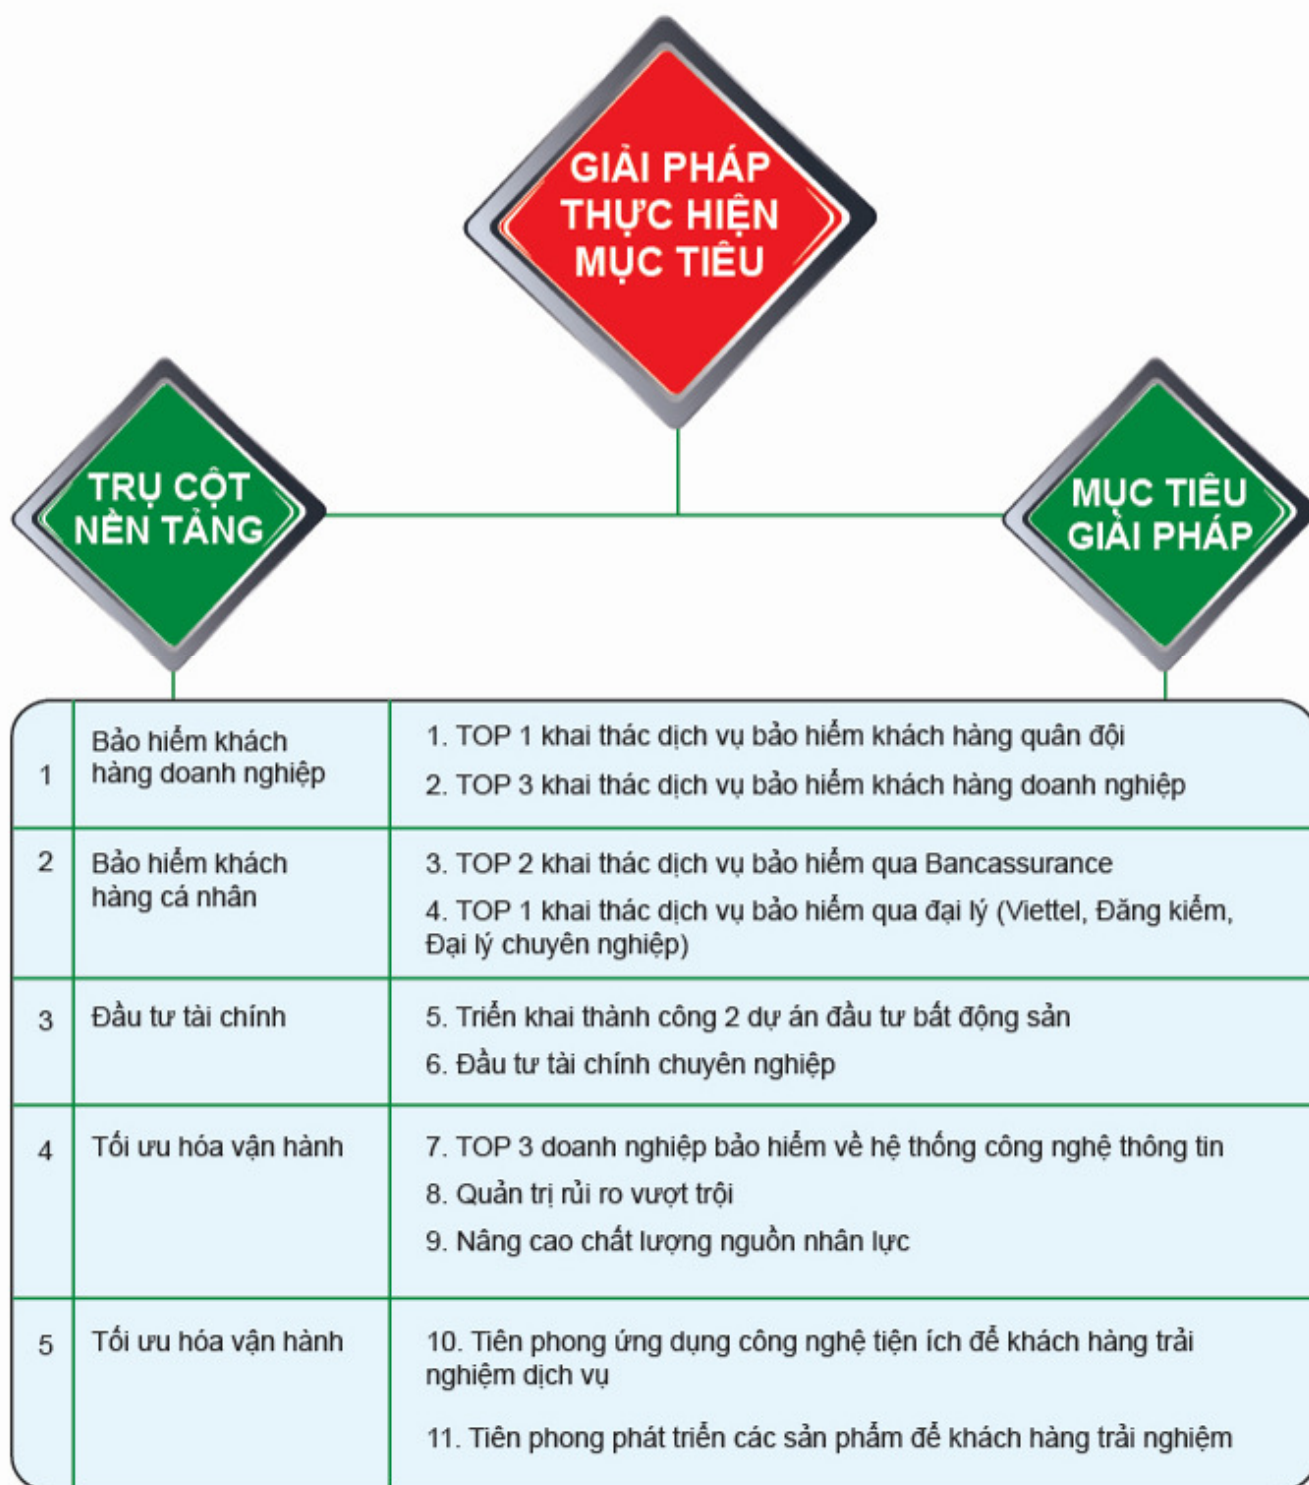 GIẢI PHÁP
THỰC HIỆN
MỤC TIÊU
TRỤ CỘT
NỀN TẢNG
MỤC TIÊU
GIẢI PHÁP
1
Bảo hiểm khách
hàng doanh nghiệp
1. TOP 1 khai thác dịch vụ bảo hiểm khách hàng quân đội
2. TOP 3 khai thác dịch vụ bảo hiểm khách hàng doanh nghiệp
2
Bảo hiểm khách
hàng cá nhân
3. TOP 2 khai thác dịch vụ bảo hiểm qua Bancassurance
4. TOP 1 khai thác dịch vụ bảo hiểm qua đại lý (Viettel, Đăng kiểm,
Đại lý chuyên nghiệp)
3
Đầu tư tài chính
5. Triển khai thành công 2 dự án đầu tư bất động sản
6. Đầu tư tài chính chuyên nghiệp
4
Tối ưu hóa vận hành
7. TOP 3 doanh nghiệp bảo hiểm về hệ thống công nghệ thông tin
8. Quản trị rủi ro vượt trội
9. Nâng cao chất lượng nguồn nhân lực
5
Tối ưu hóa vận hành
10. Tiên phong ứng dụng công nghệ tiện ích để khách hàng trải
nghiệm dịch vụ
11. Tiên phong phát triển các sản phẩm để khách hàng trải nghiệm